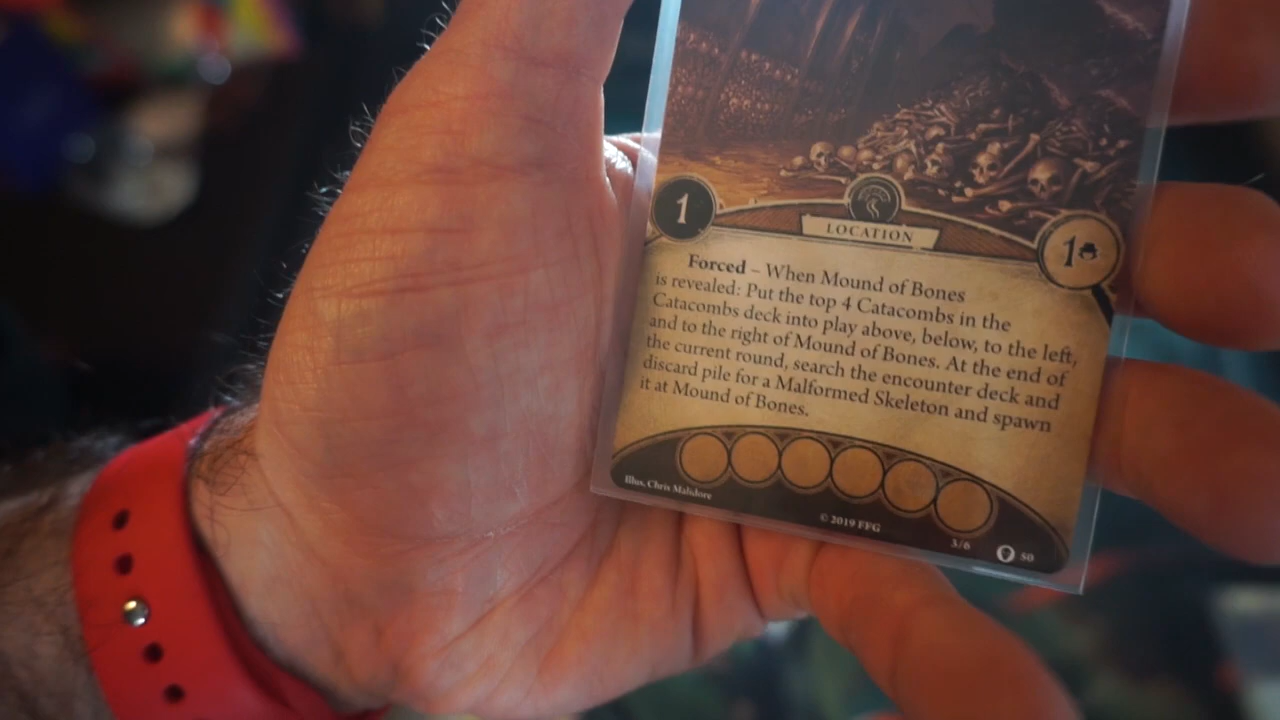 1
LOCATION
1
Forced – When Mound of Bones
is revealed: Put the top 4 Catacombs in the
Catacombs deck into play above, below, to the left,
and to the right of Mound of Bones. At the end of
the current round, search the encounter deck and
discard pile for a Malformed Skeleton and spawn
it at Mound of Bones.
Illus. Chris Malidore
© 2019 FFG
3/6
50